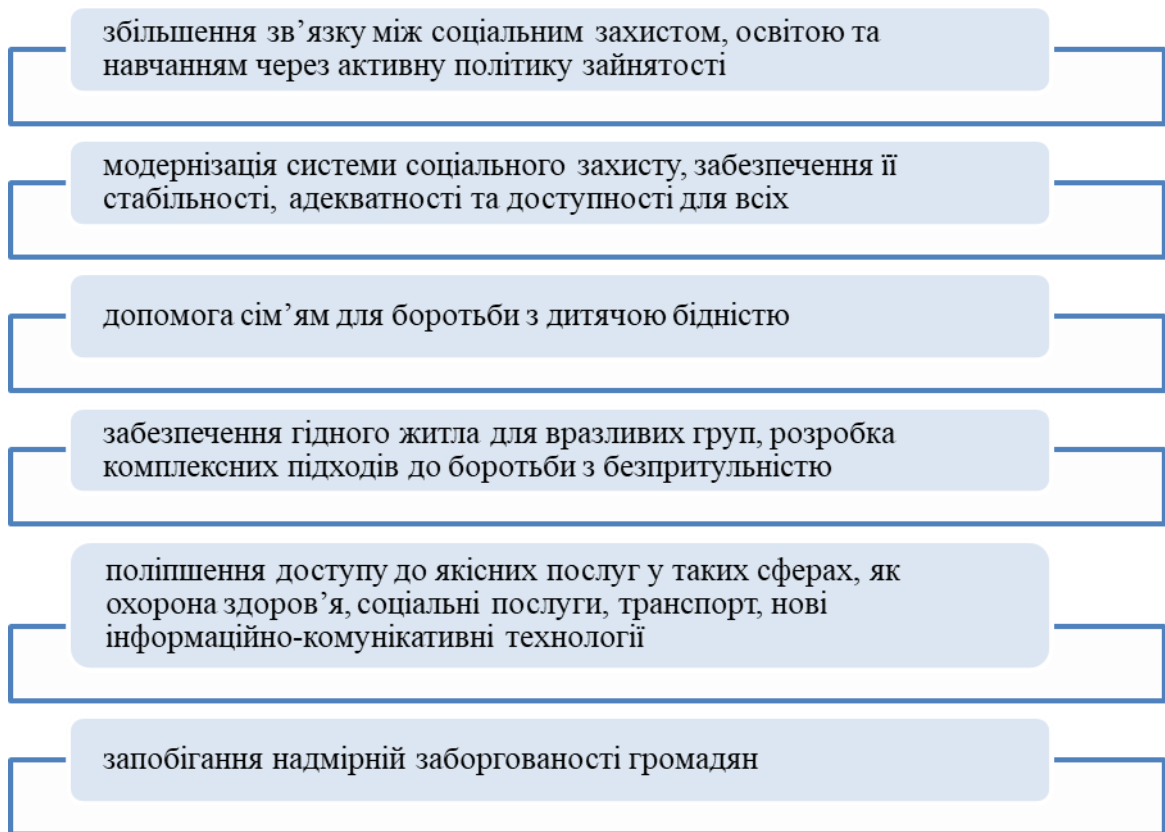 збільшення зв’язку між соціальним захистом, освітою та
навчанням через активну політику зайнятості
модернізація системи соціального захисту, забезпечення її
стабільності, адекватності та доступності для всіх
допомога сім’ям для боротьби з дитячою бідністю
забезпечення гідного житла для вразливих груп, розробка
комплексних підходів до боротьби з безпритульністю
поліпшення доступу до якісних послуг у таких сферах, як
охорона здоров’я, соціальні послуги, транспорт, нові
інформаційно-комунікативні технології
запобігання надмірній заборгованості громадян